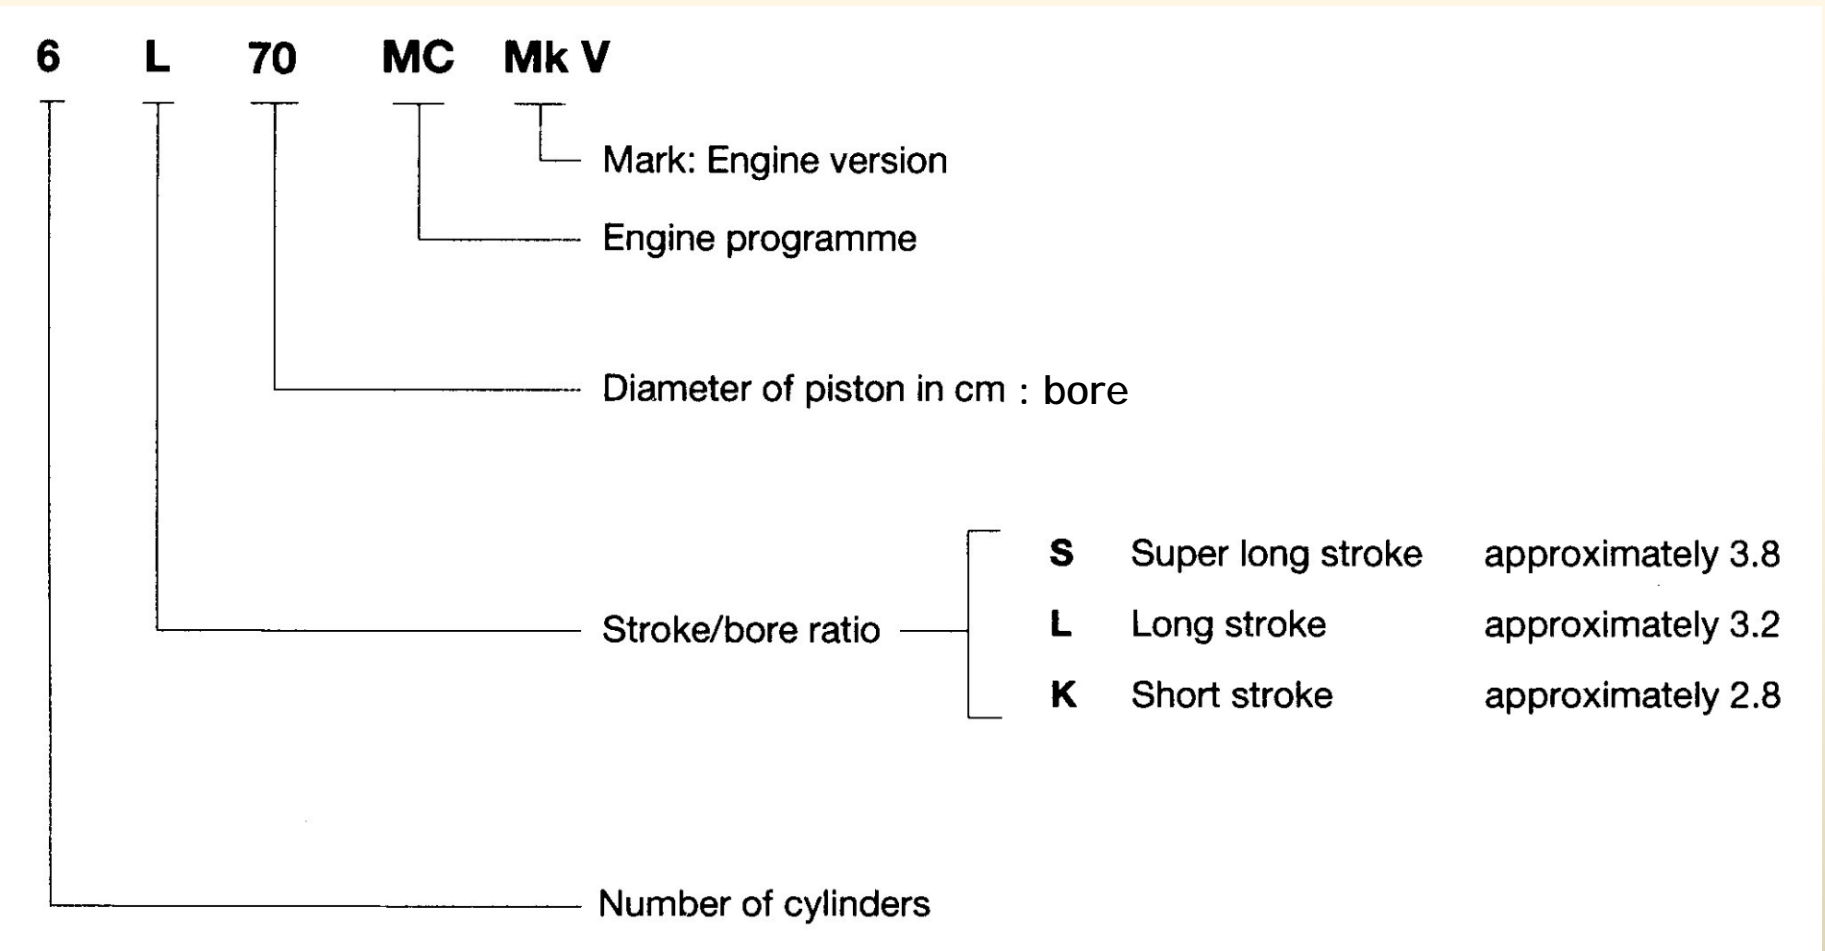 6 L 70 MC Mk V
Mark: Engine version
Engine programme
Diameter of piston in cm : bore
S Super long stroke approximately 3.8
Stroke/bore ratio L Long stroke approximately 3.2
K Short stroke approximately 2.8
Number of cylinders